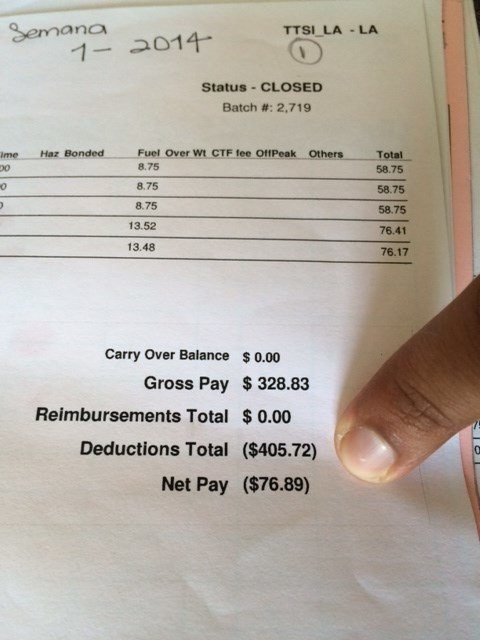 Semana
1- 2014
TTSI_LA - LA
1
Status - CLOSED
Batch #: 2,719
Haz Bonded Fuel Over Wt CTF fee OffPeak Others Total
8.75 58.75
8.75 58.75
8.75 58.75
13.52 76.41
13.48 76.17
Carry Over Balance $ 0.00
Gross Pay $ 328.83
Reimbursements Total $ 0.00
Deductions Total ($405.72)
Net Pay ($76.89)